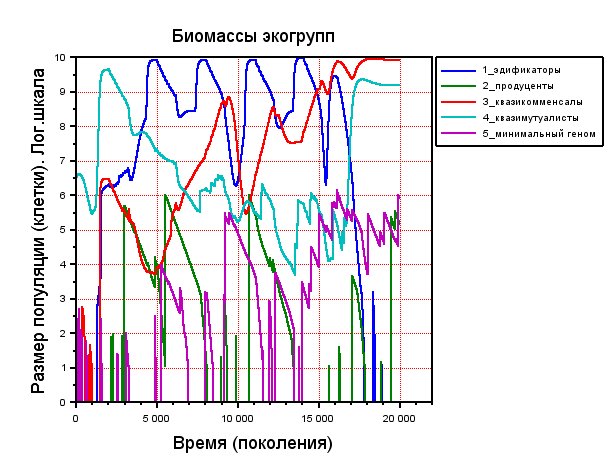 Биомассы экогрупп
Размер популяции (клетки). Лог.шкала
10
9
8
7
6
5
4
3
2
1
0
0 5 000 10 000 15 000 20 000
Время (поколения)
1_эдификаторы
2_продуценты
3_квазикомменсалы
4_квазимутуалисты
5_минимальный геном